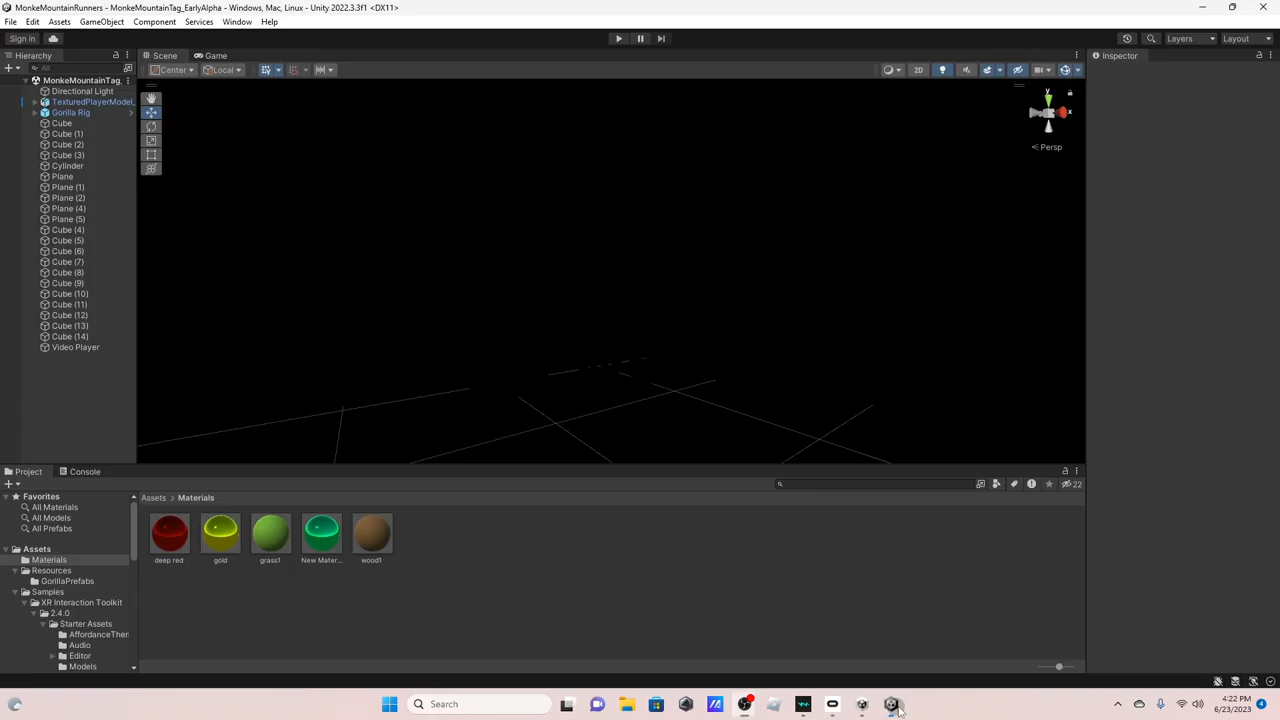 MonkeMountainRunners - MonkeMountainTag_EarlyAlpha - Windows, Mac, Linux - Unity 2022.3.3f1 <DX11>
File Edit Assets GameObject Component Services Window Help
Sign in Layers Layout
Hierarchy Scene Game Inspector
All Center Local 2D
MonkeMountainTag_
Directional Light
TexturedPlayerModel_
Gorilla Rig
Cube
Cube (1)
Cube (2)
Cube (3)
Cylinder
Plane
Plane (1)
Plane (2)
Plane (4)
Plane (5)
Cube (4)
Cube (5)
Cube (6)
Cube (7)
Cube (8)
Cube (9)
Cube (10)
Cube (11)
Cube (12)
Cube (13)
Cube (14)
Video Player
y
x
Persp
Project Console
22
Favorites
All Materials
All Models
All Prefabs
Assets
Materials
Resources
GorillaPrefabs
Samples
XR Interaction Toolkit
2.4.0
Starter Assets
AffordanceThen
Audio
Editor
Models
Assets > Materials
deep red gold grass1 New Mater... wood1
Search
4:22 PM
6/23/2023